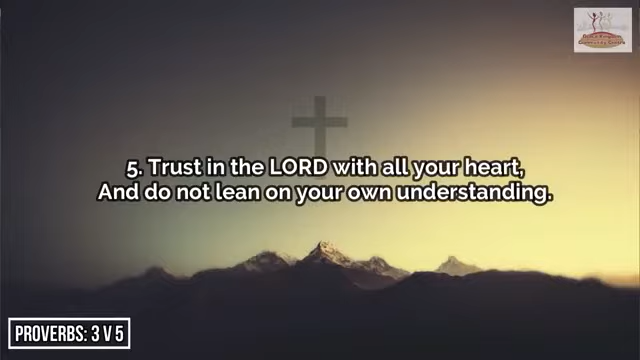 5. Trust in the LORD with all your heart,
And do not lean on your own understanding.
PROVERBS: 3 V 5